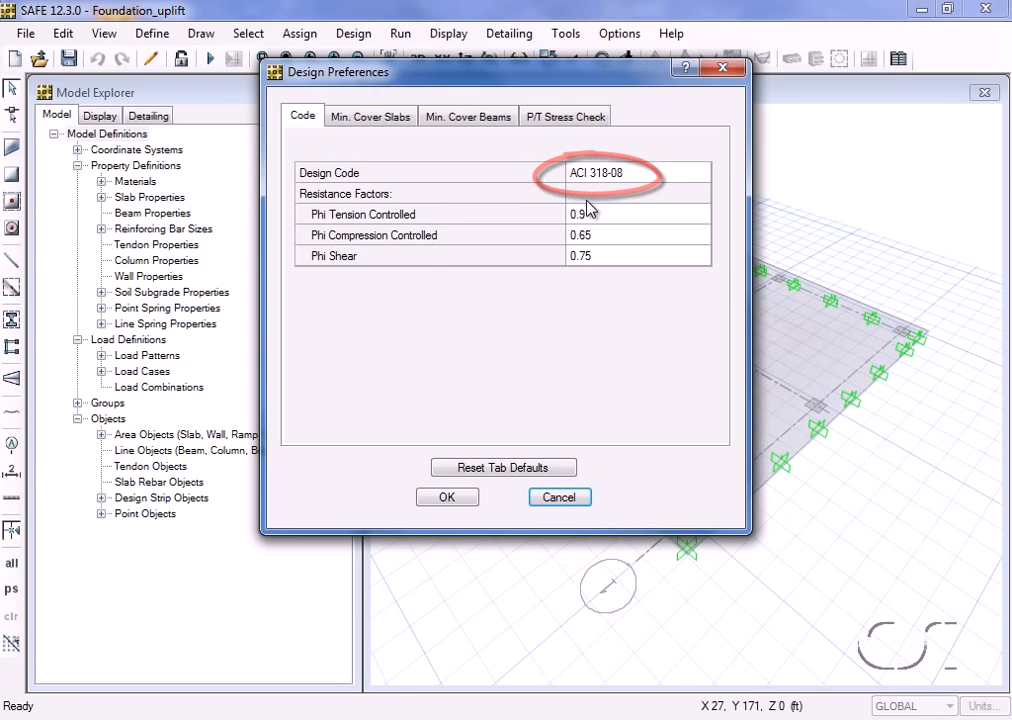 SAFE 12.3.0 - Foundation_uplift
File Edit View Define Draw Select Assign Design Run Display Detailing Tools Options Help
Model Explorer
Model Display Detailing
Model Definitions
Coordinate Systems
Property Definitions
Materials
Slab Properties
Beam Properties
Reinforcing Bar Sizes
Tendon Properties
Column Properties
Wall Properties
Soil Subgrade Properties
Point Spring Properties
Line Spring Properties
Load Definitions
Load Patterns
Load Cases
Load Combinations
Groups
Objects
Area Objects (Slab, Wall, Ramp
Line Objects (Beam, Column, B
Tendon Objects
Slab Rebar Objects
Design Strip Objects
Point Objects
all
ps
clr
Design Preferences
Code Min. Cover Slabs Min. Cover Beams P/T Stress Check
Design Code ACI 318-08
Resistance Factors:
Phi Tension Controlled 0.9
Phi Compression Controlled 0.65
Phi Shear 0.75
Reset Tab Defaults
OK Cancel
CSI
Ready X 27, Y 171, Z 0 (ft) GLOBAL Units...